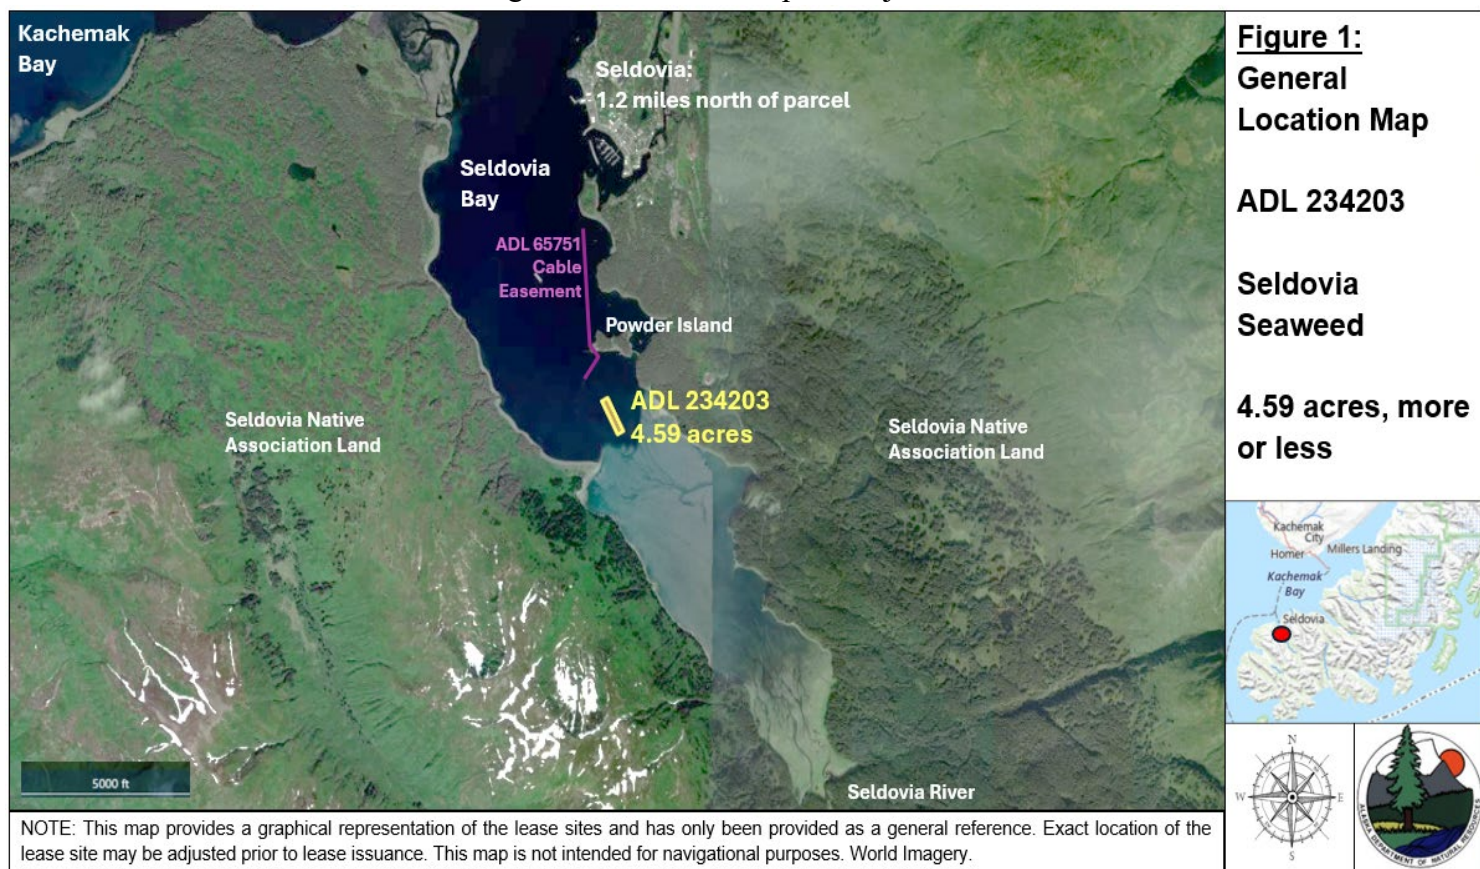 Kachemak
Bay
Seldovia:
1.2 miles north of parcel
Seldovia
Bay
ADL 65751
Cable
Easement
Powder Island
ADL 234203
4.59 acres
Seldovia Native
Association Land
Seldovia Native
Association Land
5000 ft
Seldovia River
NOTE: This map provides a graphical representation of the lease sites and has only been provided as a general reference. Exact location of the
lease site may be adjusted prior to lease issuance. This map is not intended for navigational purposes. World Imagery.
Figure 1:
General
Location Map
ADL 234203
Seldovia
Seaweed
4.59 acres, more
or less
Kachemak
City
Homer
Millers Landing
Kachemak
Bay
Seldovia
N
W
E
S
ALASKA DEPARTMENT OF NATURAL RESOURCES